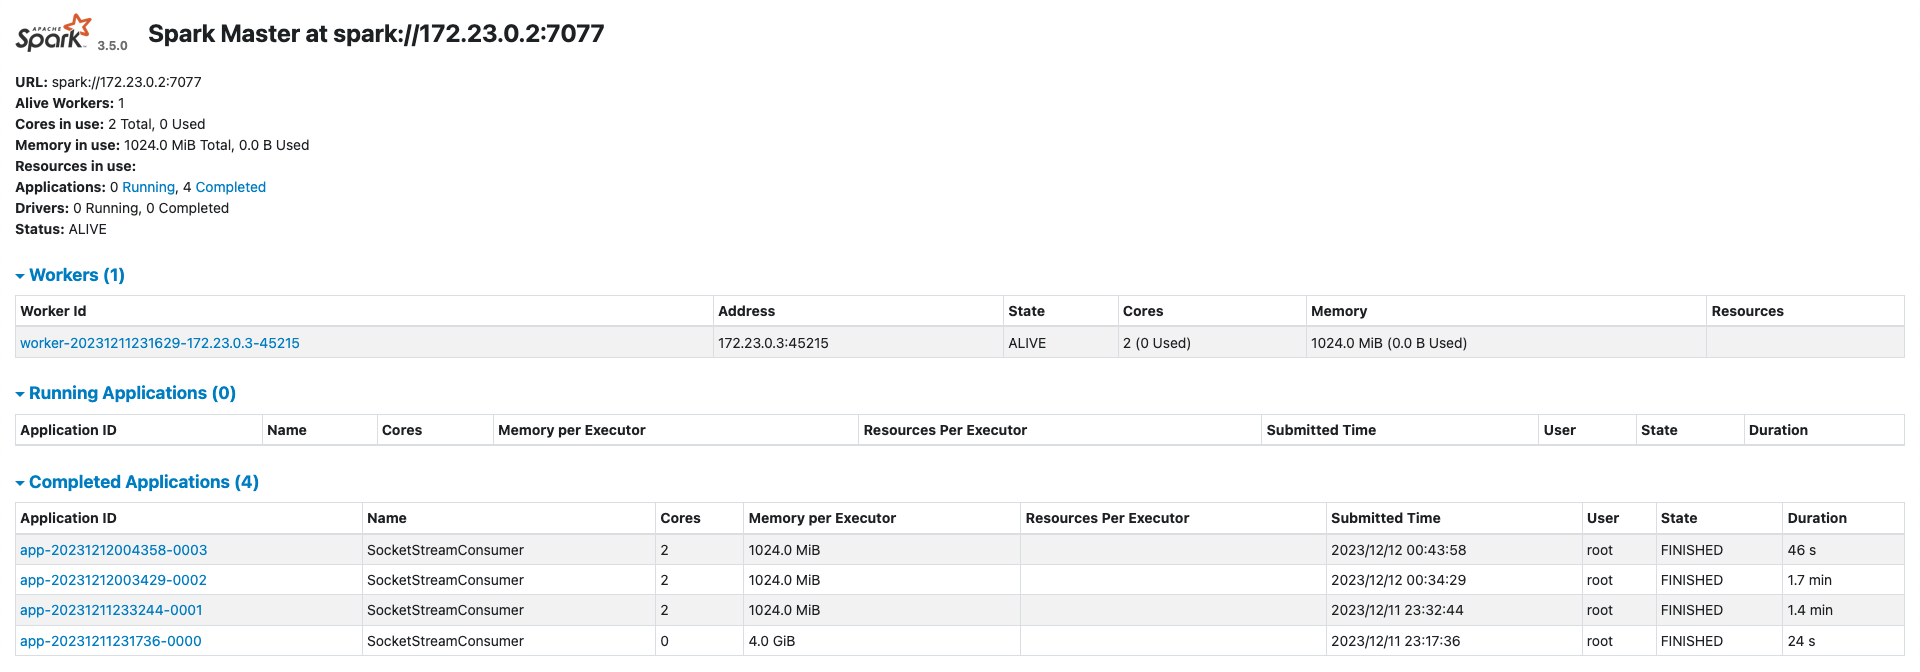 APACHE
Spark 3.5.0 Spark Master at spark://172.23.0.2:7077
URL: spark://172.23.0.2:7077
Alive Workers: 1
Cores in use: 2 Total, 0 Used
Memory in use: 1024.0 MiB Total, 0.0 B Used
Resources in use:
Applications: 0 Running, 4 Completed
Drivers: 0 Running, 0 Completed
Status: ALIVE
Workers (1)
Worker Id Address State Cores Memory Resources
worker-20231211231629-172.23.0.3-45215 172.23.0.3:45215 ALIVE 2 (0 Used) 1024.0 MiB (0.0 B Used)
Running Applications (0)
Application ID Name Cores Memory per Executor Resources Per Executor Submitted Time User State Duration
Completed Applications (4)
Application ID Name Cores Memory per Executor Resources Per Executor Submitted Time User State Duration
app-20231212004358-0003 SocketStreamConsumer 2 1024.0 MiB 2023/12/12 00:43:58 root FINISHED 46 s
app-20231212003429-0002 SocketStreamConsumer 2 1024.0 MiB 2023/12/12 00:34:29 root FINISHED 1.7 min
app-20231211233244-0001 SocketStreamConsumer 2 1024.0 MiB 2023/12/11 23:32:44 root FINISHED 1.4 min
app-20231211231736-0000 SocketStreamConsumer 0 4.0 GiB 2023/12/11 23:17:36 root FINISHED 24 s